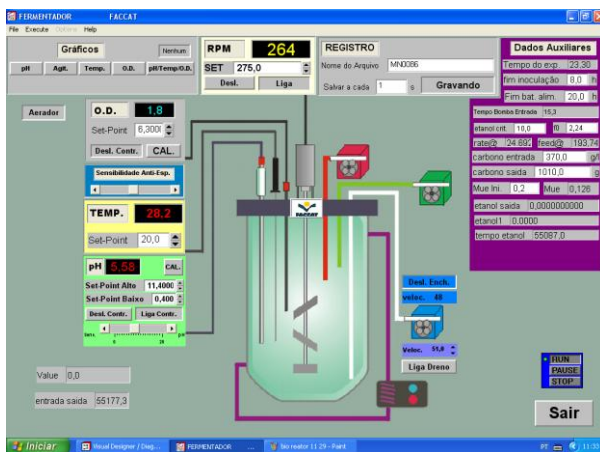 FERMENTADOR FACCAT
File Execute Options Help
Gráficos Nenhum
pH Agit. Temp. O.D. pH/Temp/O.D.
RPM 264
SET 275,0
Desl. Liga
REGISTRO
Nome do Arquivo MN0386
Salvar a cada 1 s Gravando
Dados Auxiliares
Tempo do exp. 23.30
fim inoculação 8,0 h
Fim bat. alim. 20,0 h
Tempo Bomba Entrada 15,3
etanol crit. 10,0 f0 2,24
rate@ 24.692 feed@ 193,74
carbono entrada 370,0 g/l
carbono saida 1010,0 g
Mue Ini. 0,2 Mue 0,126
etanol saida 0,0000000000
etanol1 0.0000
tempo etanol 55087,0
Aerador
O.D. 1,8
Set-Point 6,3000
Desl. Contr. CAL.
Sensibilidade Anti-Esp.
TEMP. 28,2
Set-Point 20,0
pH 5.58 CAL.
Set-Point Alto 11,4000
Set-Point Baixo 0,400
Desl. Contr. Liga Contr.
FACCAT
Desl. Ench.
veloc. 40
Veloc. 51,0
Liga Dreno
Value 0,0
entrada saida 55177,3
RUN
PAUSE
STOP
Sair
Iniciar Visual Designer / Diag... FERMENTADOR bio reator 11 29 - Paint PT 11:33